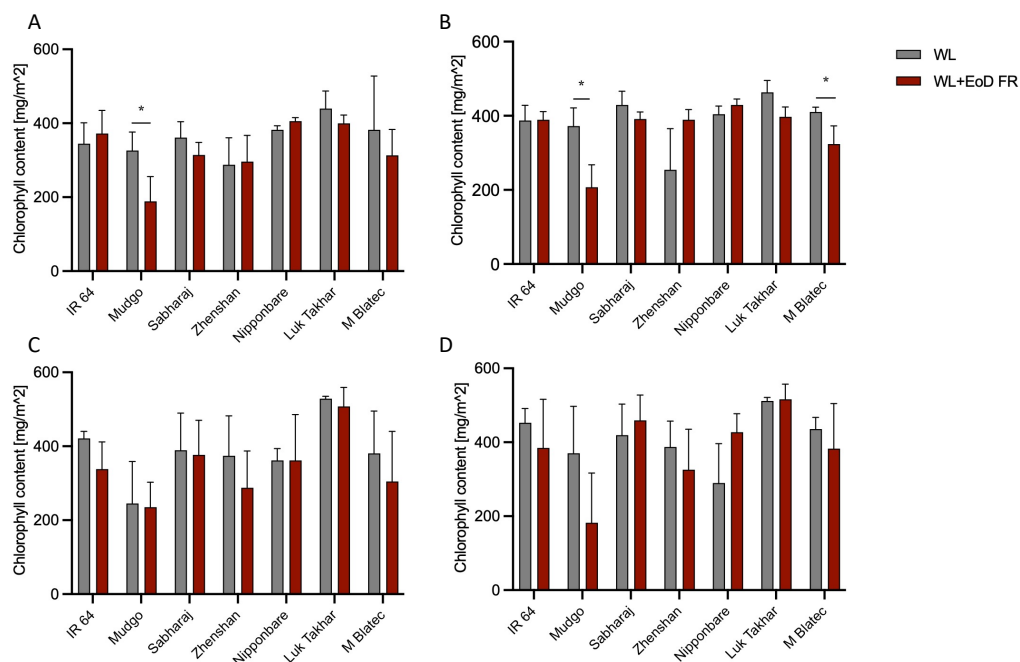 A
Chlorophyll content [mg/m^2]
600
400
200
0
*
IR 64
Mudgo
Sabharaj
Zhenshan
Nipponbare
Luk Takhar
M Blatec
B
Chlorophyll content [mg/m^2]
600
400
200
0
*
*
IR 64
Mudgo
Sabharaj
Zhenshan
Nipponbare
Luk Takhar
M Blatec
WL
WL+EoD FR
C
Chlorophyll content [mg/m^2]
600
400
200
0
IR 64
Mudgo
Sabharaj
Zhenshan
Nipponbare
Luk Takhar
M Blatec
D
Chlorophyll content [mg/m^2]
600
400
200
0
IR 64
Mudgo
Sabharaj
Zhenshan
Nipponbare
Luk Takhar
M Blatec